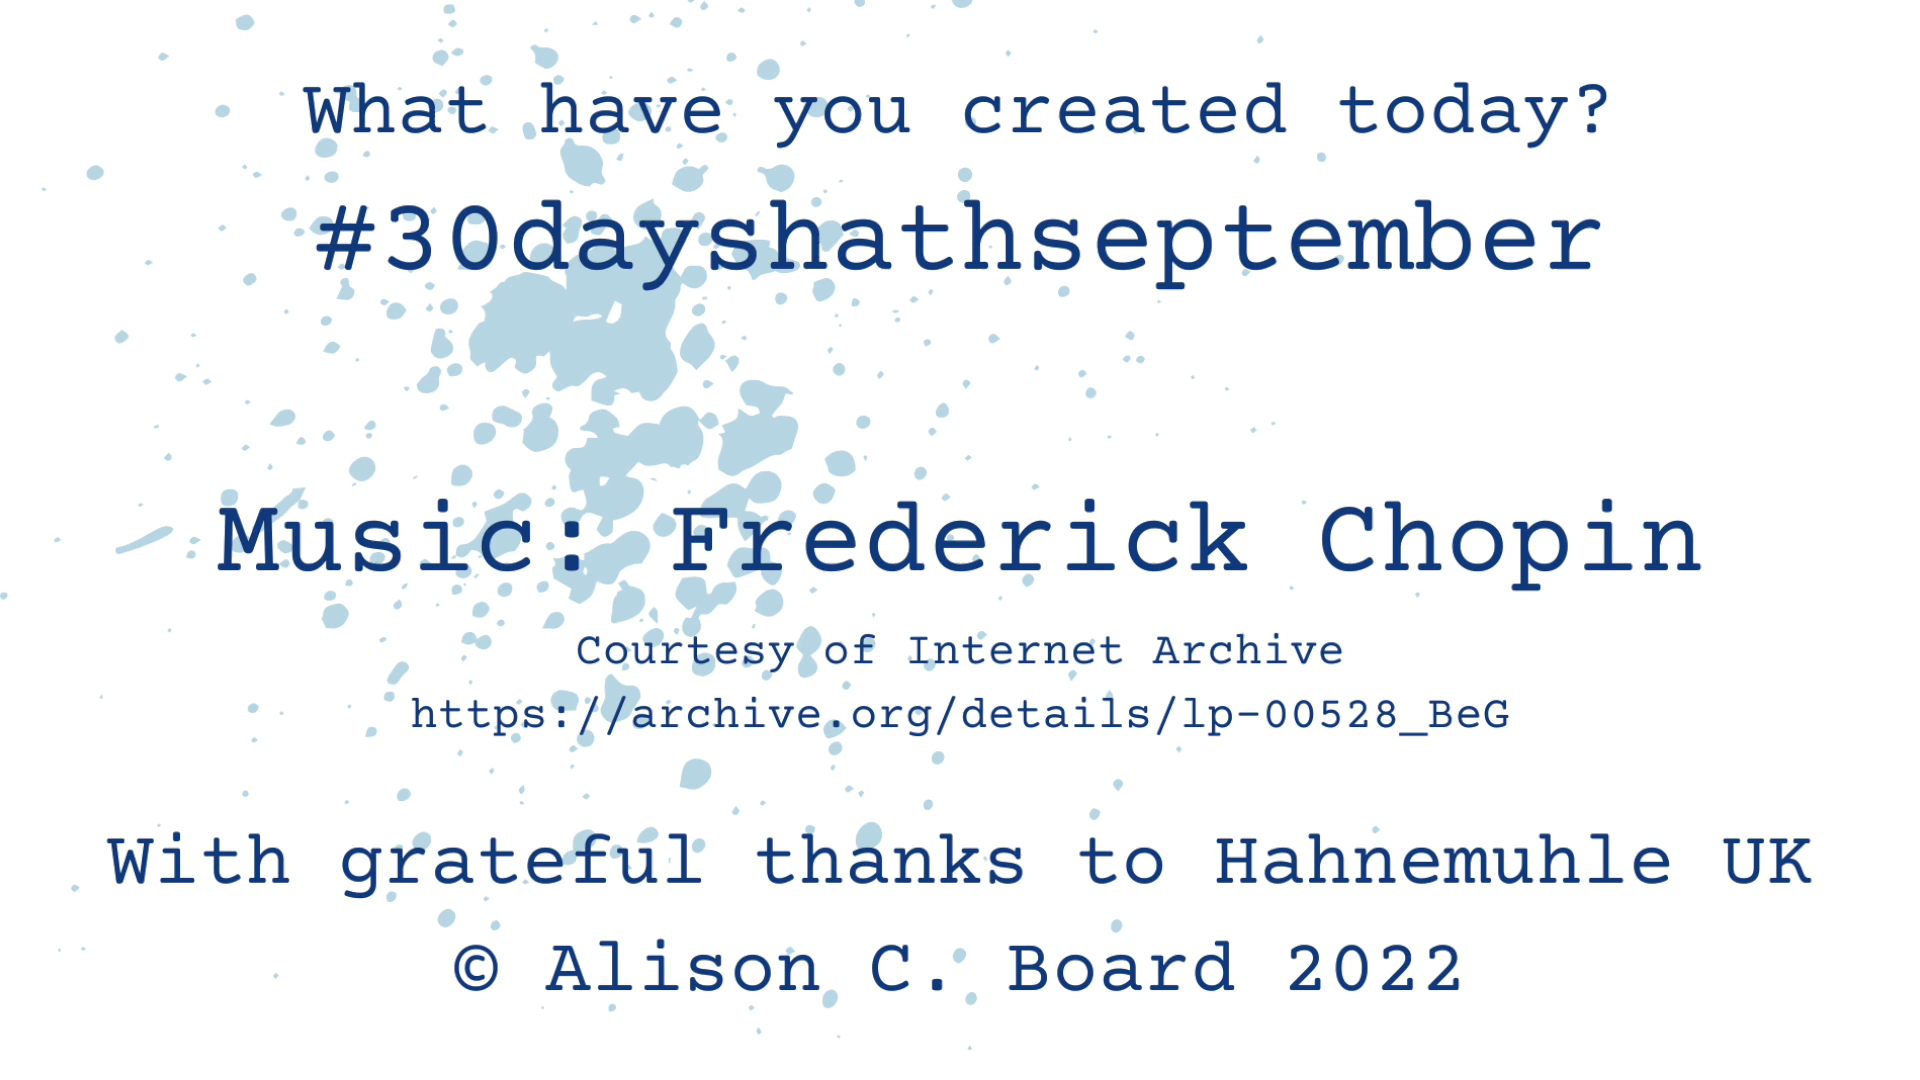 What have you created today?
#30dayshathseptember
Music: Frederick Chopin
Courtesy of Internet Archive
https://archive.org/details/lp-00528_BeG
With grateful thanks to Hahnemuhle UK
© Alison C. Board 2022